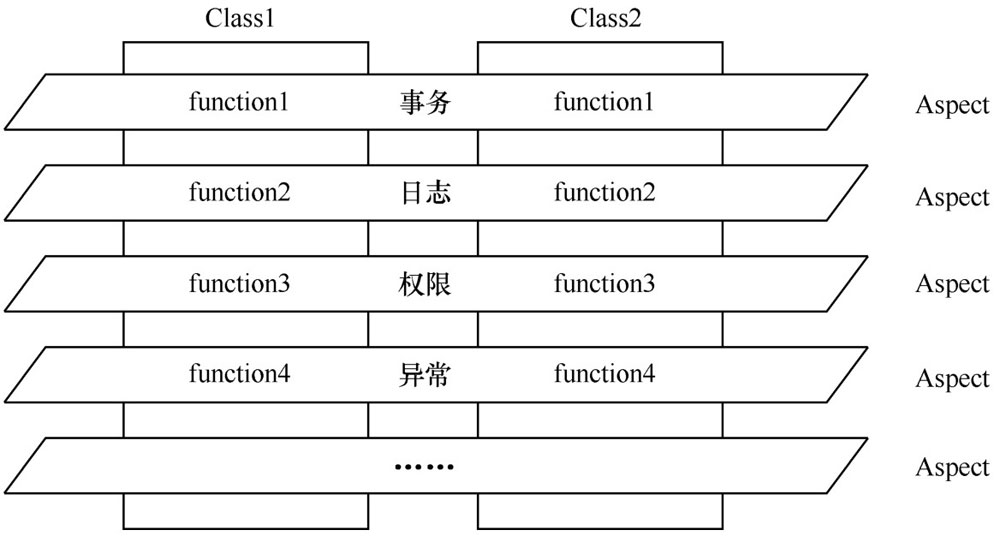 Class1 Class2
function1 事务 function1 Aspect
function2 日志 function2 Aspect
function3 权限 function3 Aspect
function4 异常 function4 Aspect
…… Aspect